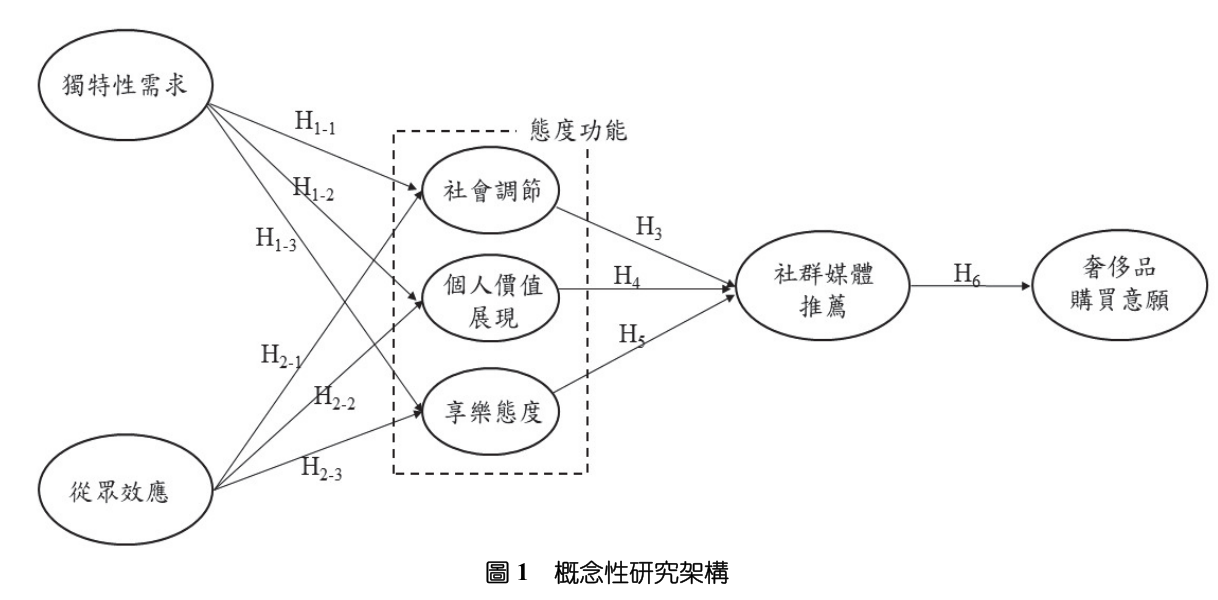 獨特性需求
H1-1
態度功能
H1-2
社會調節
H1-3
H3
個人價值
展現
H4
社群媒體
推薦
H6
奢侈品
購買意願
H5
H2-1
H2-2
享樂態度
H2-3
從眾效應
圖 1 概念性研究架構